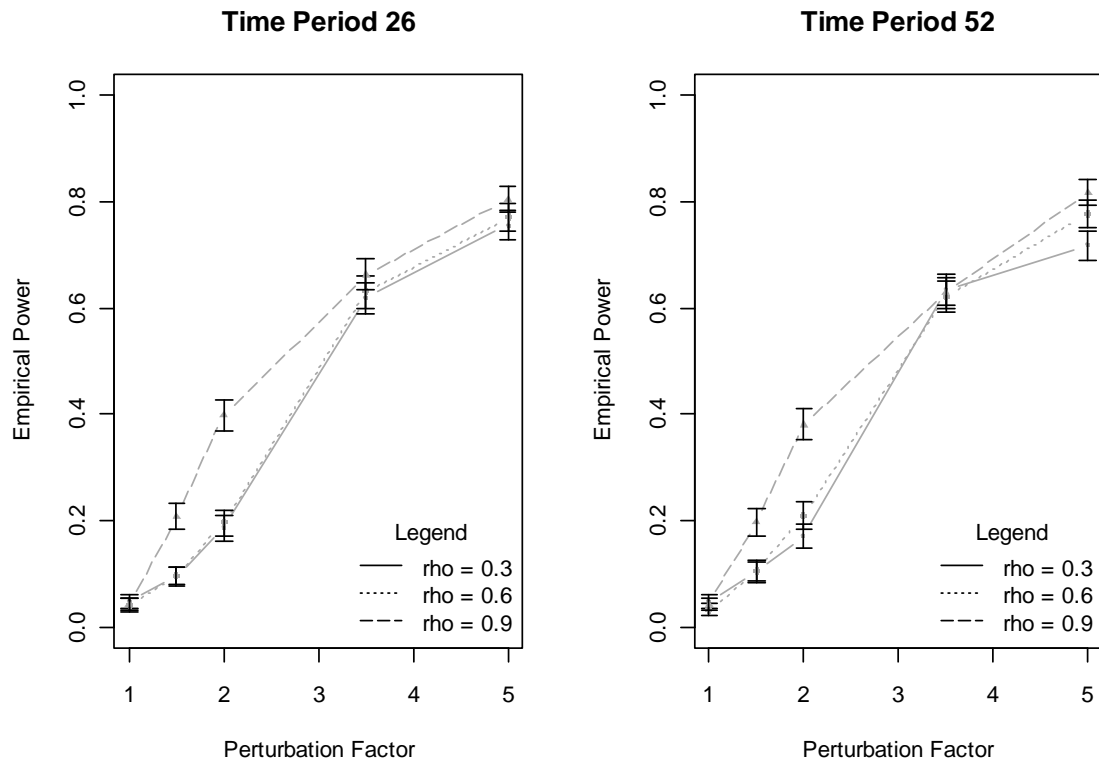 Time Period 26
Empirical Power
1.0
0.8
0.6
0.4
0.2
0.0
Legend
rho = 0.3
rho = 0.6
rho = 0.9
1 2 3 4 5
Perturbation Factor
Time Period 52
Empirical Power
1.0
0.8
0.6
0.4
0.2
0.0
Legend
rho = 0.3
rho = 0.6
rho = 0.9
1 2 3 4 5
Perturbation Factor